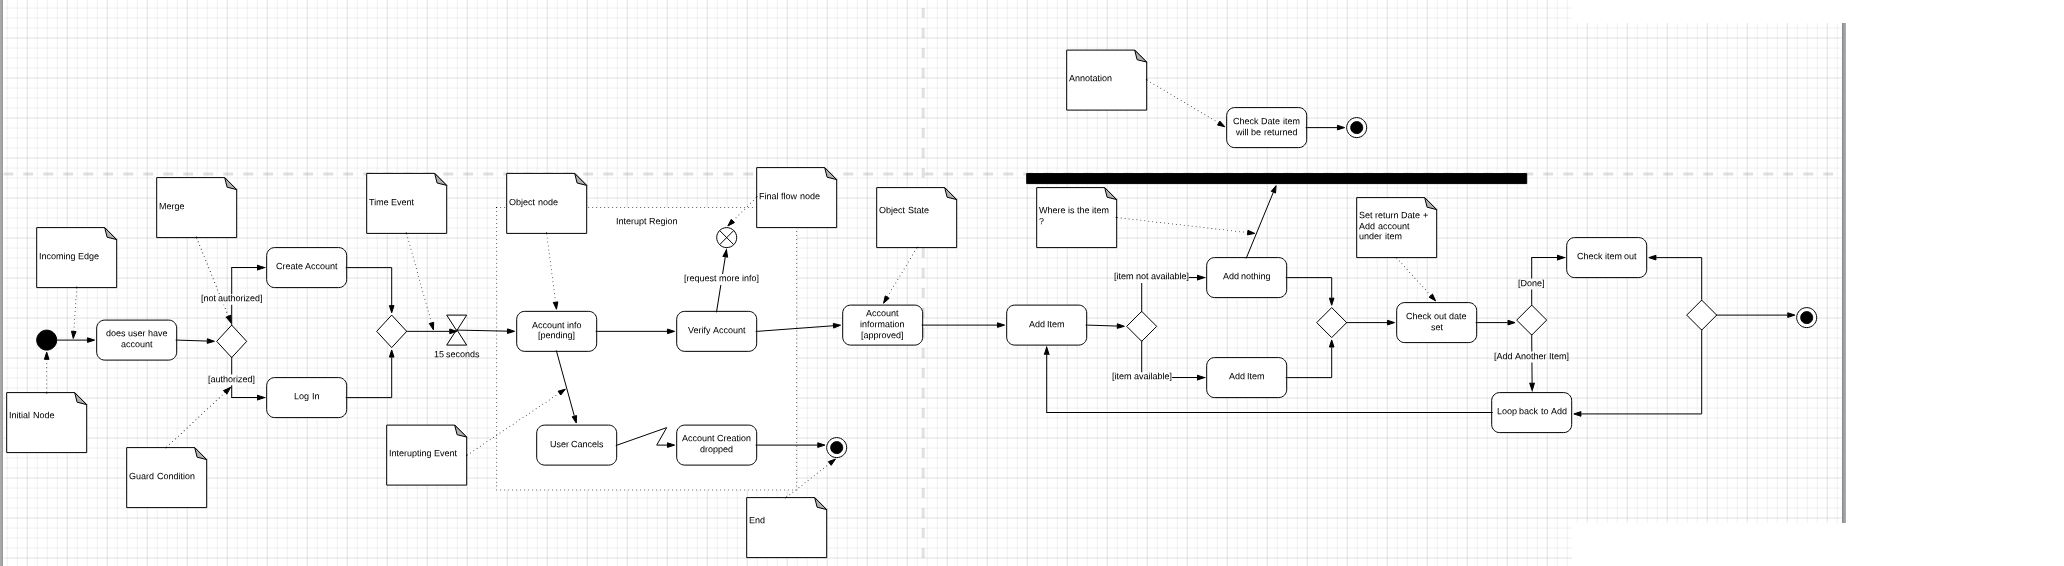 Annotation
Check Date item
will be returned
Merge
Time Event
Object node
Interupt Region
Final flow node
Object State
Where is the item
?
Set return Date +
Add account
under item
Incoming Edge
Create Account
[not authorized]
[request more info]
[item not available]
Add nothing
Check item out
[Done]
does user have
account
15 seconds
Account info
[pending]
Verify Account
Account
information
[approved]
Add Item
Check out date
set
[Add Another Item]
[authorized]
Log In
[item available]
Add Item
Loop back to Add
Initial Node
Guard Condition
Interupting Event
User Cancels
Account Creation
dropped
End